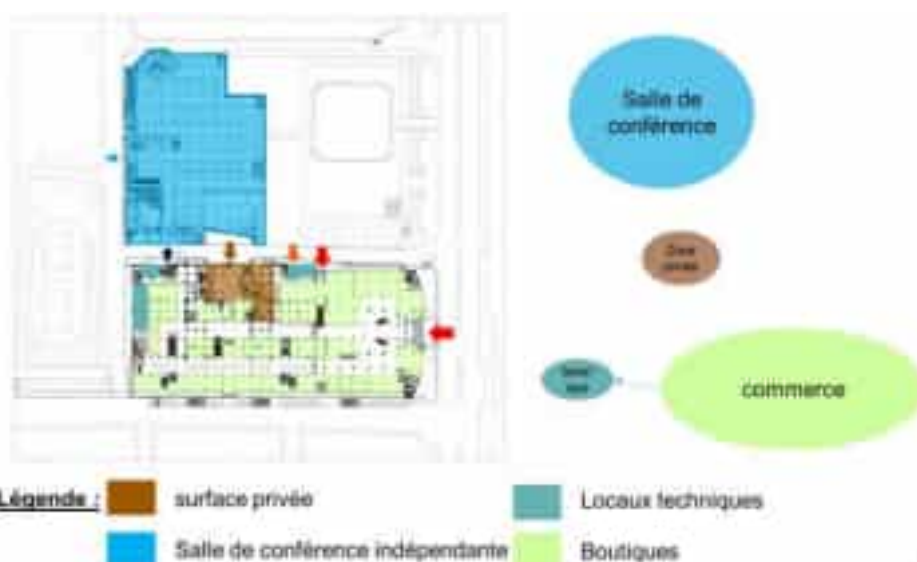 Salle de
conférence
commerce
Légende :
surface privée
Locaux techniques
Salle de conférence indépendante
Boutiques